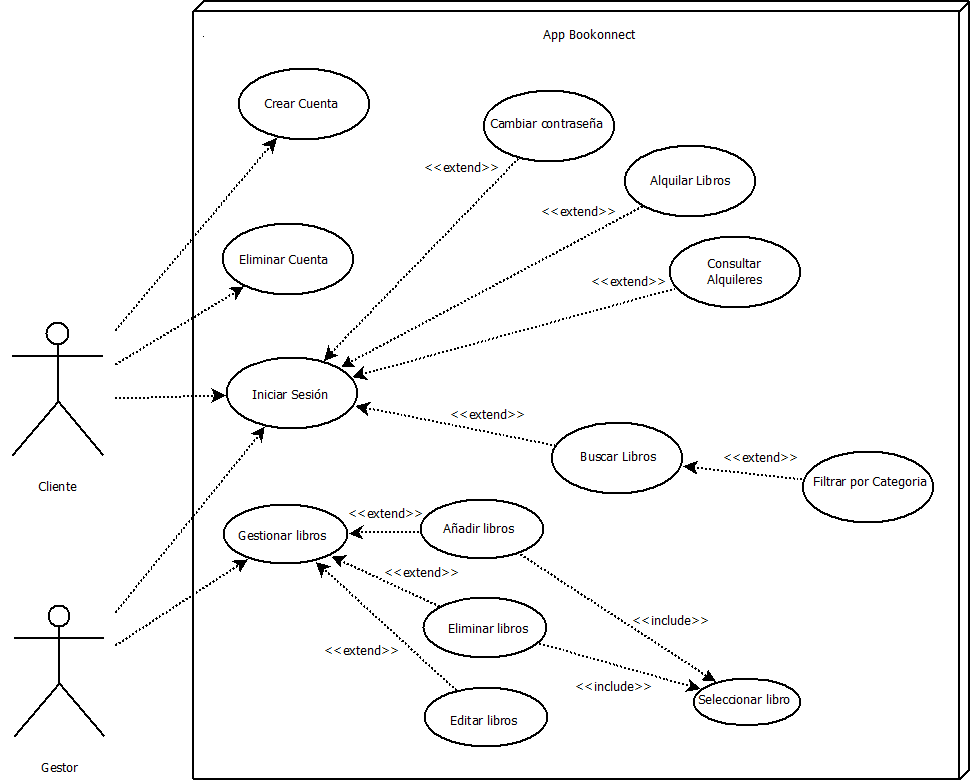 App Bookonnect
Crear Cuenta
Cambiar contraseña
<<extend>>
Alquilar Libros
<<extend>>
Eliminar Cuenta
Consultar
Alquileres
<<extend>>
Iniciar Sesión
<<extend>>
Buscar Libros
<<extend>>
Filtrar por Categoria
Cliente
<<extend>>
Gestionar libros
Añadir libros
<<extend>>
Eliminar libros
<<include>>
<<extend>>
<<include>>
Seleccionar libro
Editar libros
Gestor